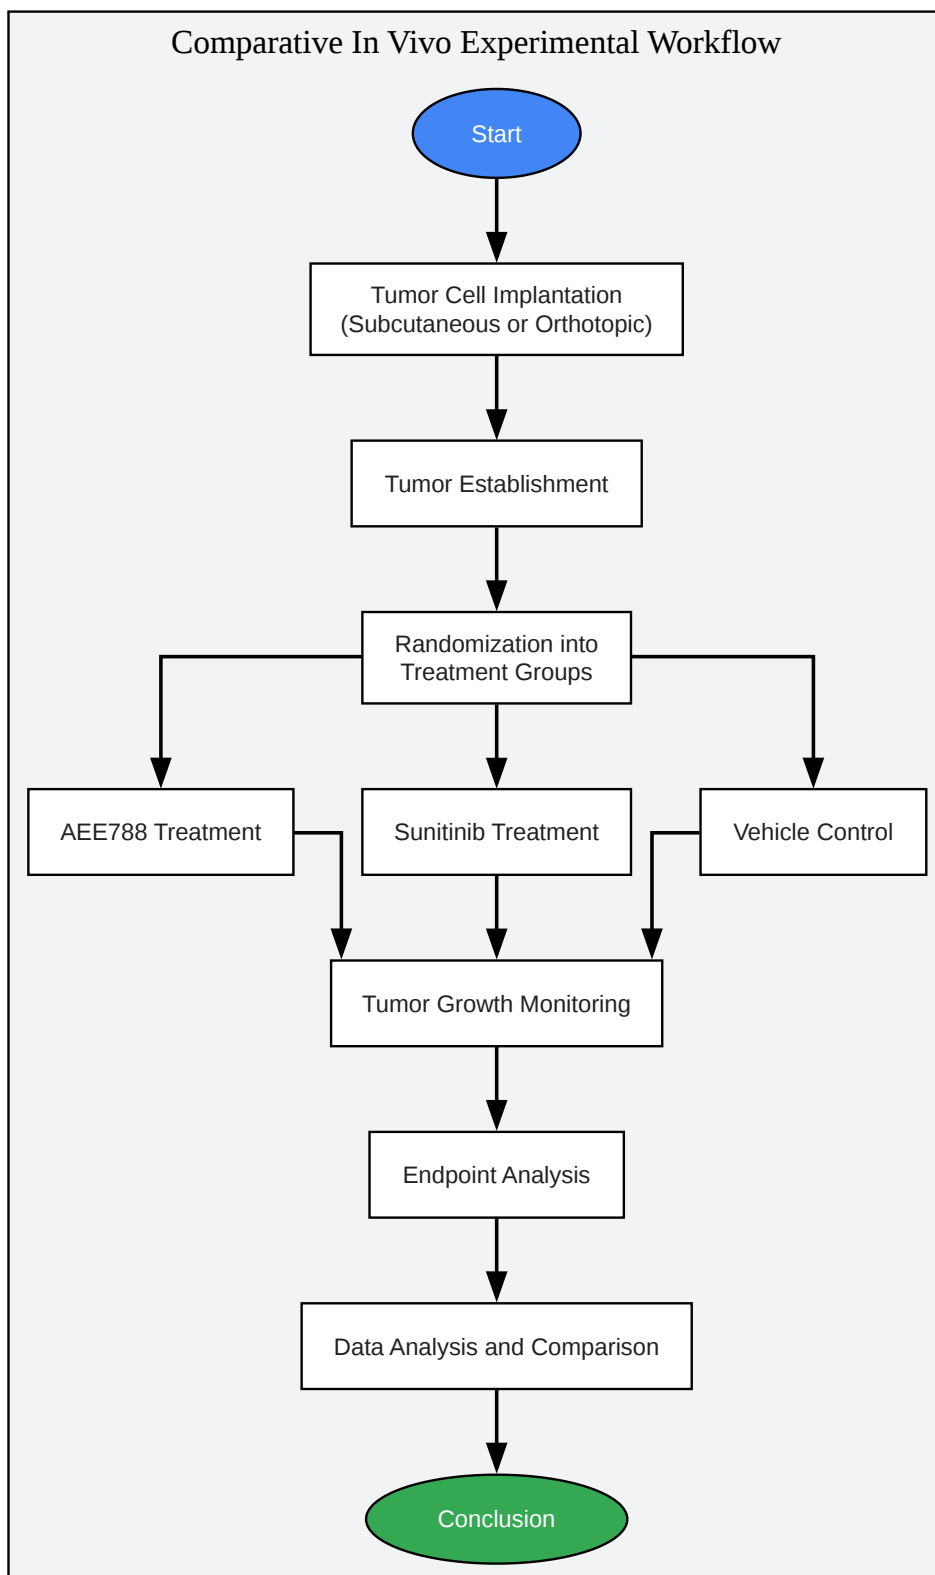 Comparative In Vivo Experimental Workflow
Start
Tumor Cell Implantation
(Subcutaneous or Orthotopic)
Tumor Establishment
Randomization into
Treatment Groups
AEE788 Treatment
Sunitinib Treatment
Vehicle Control
Tumor Growth Monitoring
Endpoint Analysis
Data Analysis and Comparison
Conclusion